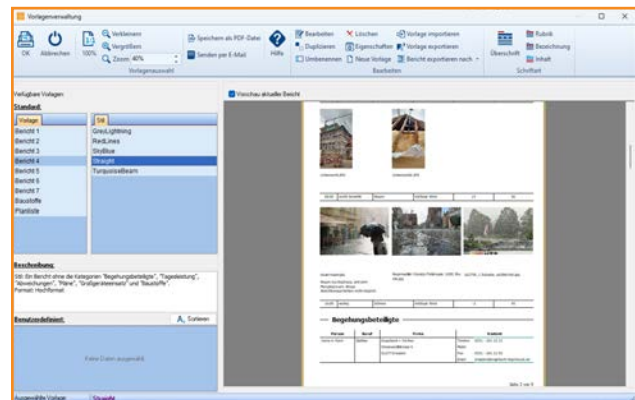 Vorlagenverwaltung
OK
Abbrechen
100%
Verkleinern
Vergrößern
Zoom 40%
Speichern als PDF-Datei
Senden per E-Mail
Hilfe
Bearbeiten
Duplizieren
Umbenennen
Löschen
Eigenschaften
Neue Vorlage
Vorlage importieren
Vorlage exportieren
Bericht exportieren nach
Überschrift
Rubrik
Bezeichnung
Inhalt
Vorlagenauswahl
Bearbeiten
Schriftart
Verfügbare Vorlagen
Standard:
Vorlage
Bericht 1
Bericht 2
Bericht 3
Bericht 4
Bericht 5
Bericht 6
Bericht 7
Baustoffe
Planliste
Stil
GreyLightning
RedLines
SkyBlue
Straight
TurquoiseBeam
Beschreibung:
Stil: Ein Bericht ohne die Kategorien "Begehungsbeteiligte", "Tagesleistung",
"Abweichungen", "Pläne", "Großgeräteeinsatz" und "Baustoffe".
Format: Hochformat
Benutzerdefiniert:
Sortieren
Keine Daten ausgewählt
Ausgewählte Vorlage
Straight
Vorschau aktueller Bericht
Begehungsbeteiligte
Person
Beruf
Firma
Kontakt